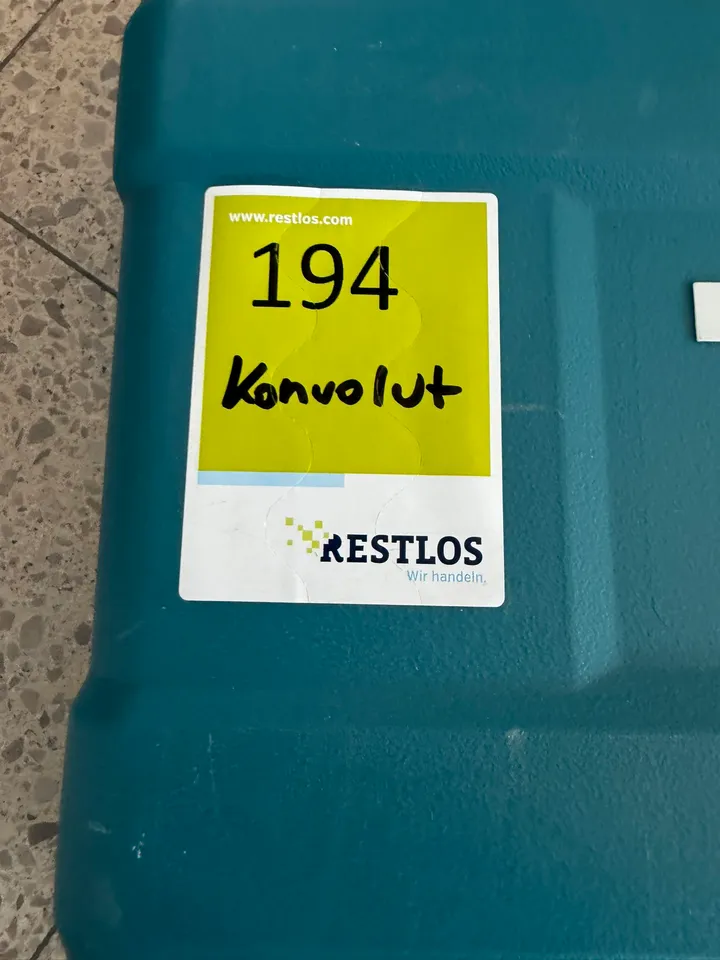 www.restlos.com
194
Konvolut
RESTLOS
Wir handeln.